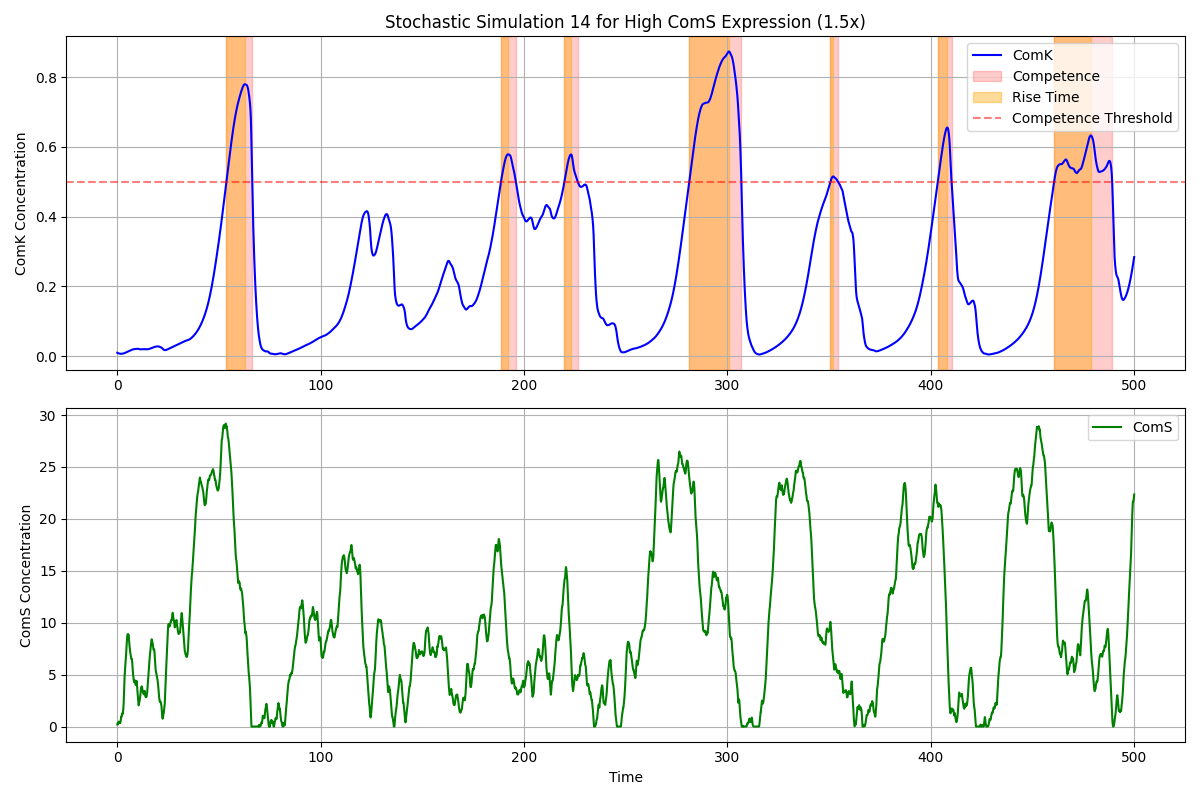 Stochastic Simulation 14 for High ComS Expression (1.5x)
ComK Concentration
0.8
0.6
0.4
0.2
0.0
ComK
Competence
Rise Time
Competence Threshold
0 100 200 300 400 500
ComS Concentration
30
25
20
15
10
5
0
ComS
0 100 200 300 400 500
Time